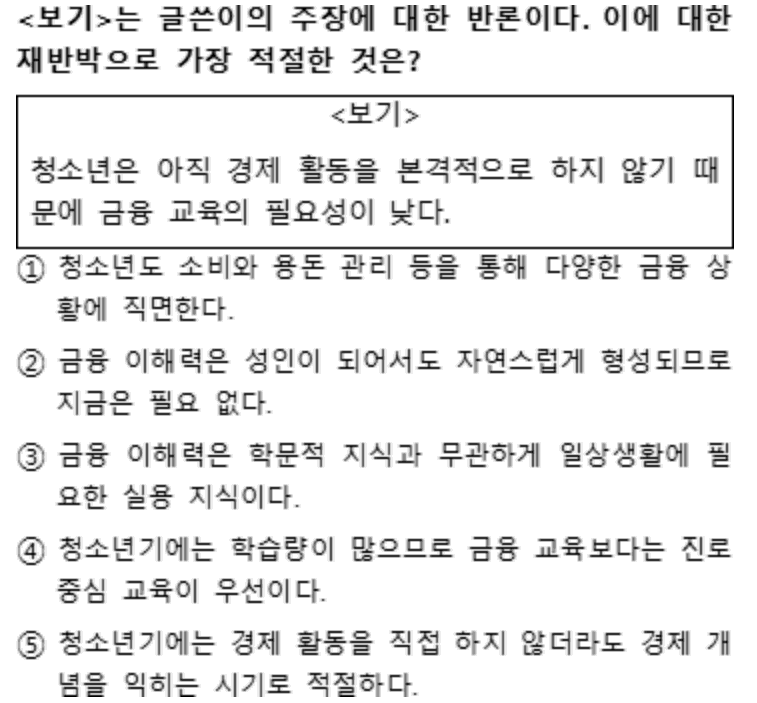 <보기>는 글쓴이의 주장에 대한 반론이다. 이에 대한
재반박으로 가장 적절한 것은?
<보기>
청소년은 아직 경제 활동을 본격적으로 하지 않기 때
문에 금융 교육의 필요성이 낮다.
① 청소년도 소비와 용돈 관리 등을 통해 다양한 금융 상
황에 직면한다.
② 금융 이해력은 성인이 되어서도 자연스럽게 형성되므로
지금은 필요 없다.
③ 금융 이해력은 학문적 지식과 무관하게 일상생활에 필
요한 실용 지식이다.
④ 청소년기에는 학습량이 많으므로 금융 교육보다는 진로
중심 교육이 우선이다.
⑤ 청소년기에는 경제 활동을 직접 하지 않더라도 경제 개
념을 익히는 시기로 적절하다.